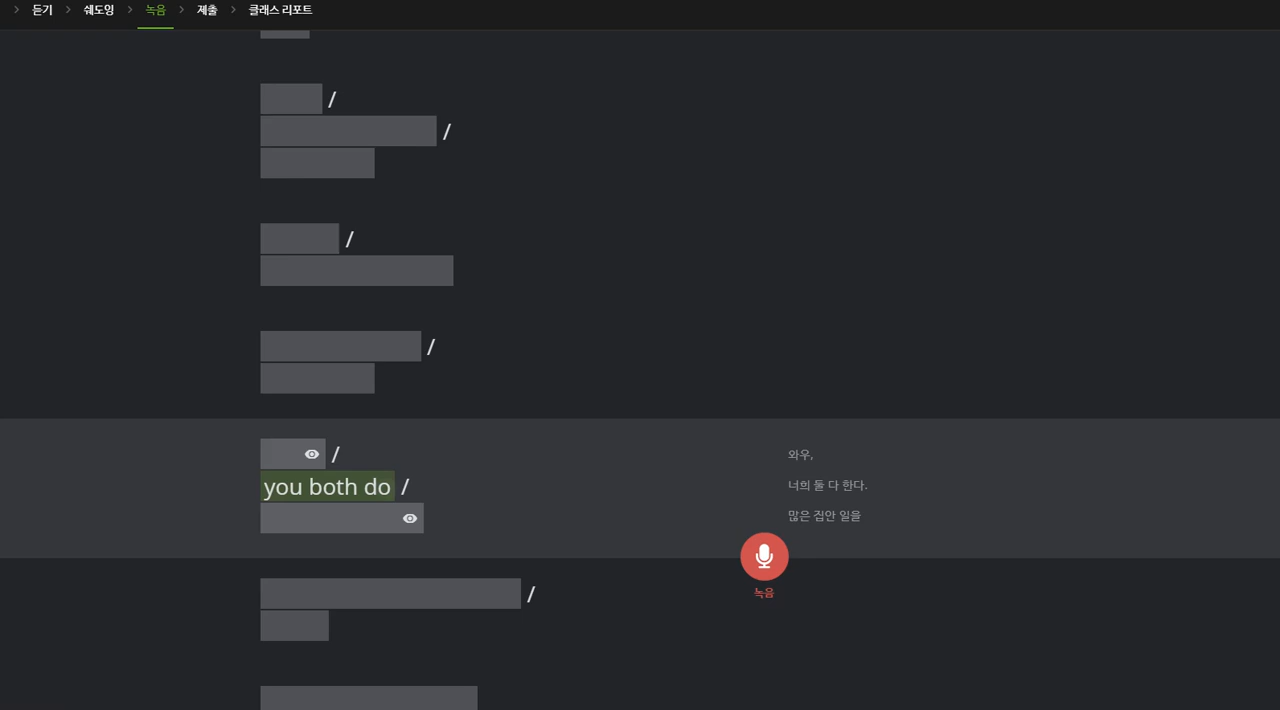 듣기 쉐도잉 녹음 제출 클래스 리포트
/
/
/
/
/
와우,
you both do /
너희 둘 다 한다.
많은 집안 일을
녹음
/